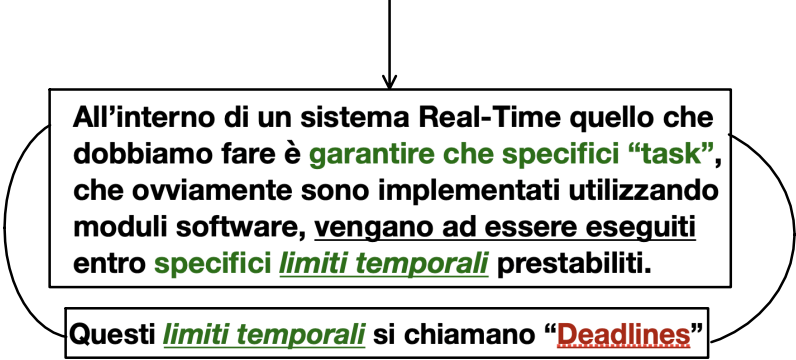 All’interno di un sistema Real-Time quello che
dobbiamo fare è garantire che specifici “task”,
che ovviamente sono implementati utilizzando
moduli software, vengano ad essere eseguiti
entro specifici limiti temporali prestabiliti.
Questi limiti temporali si chiamano “Deadlines”